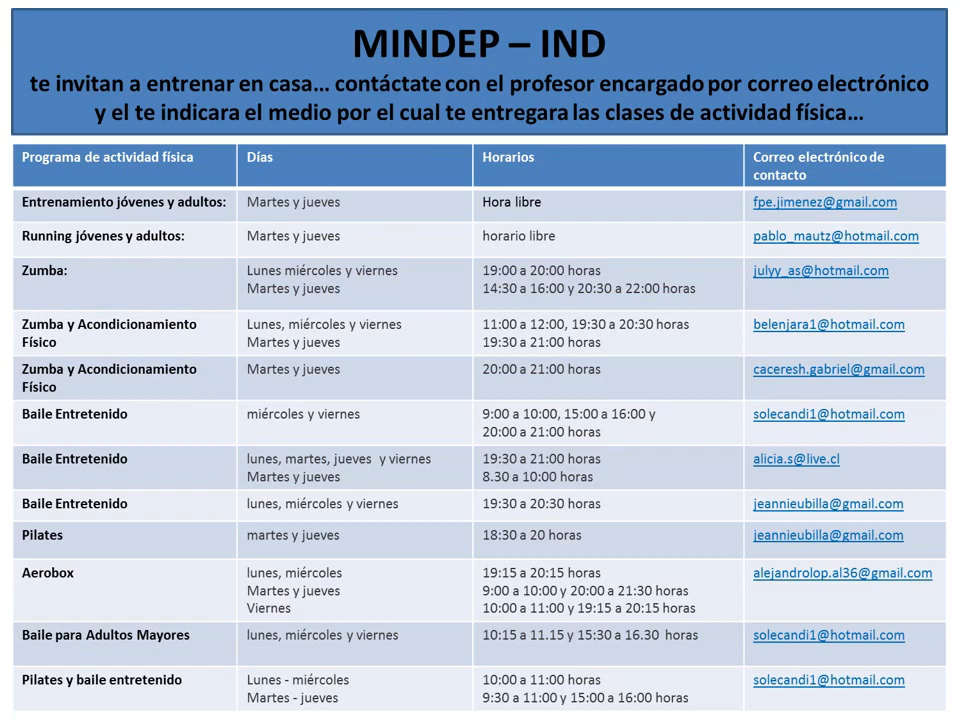 MINDEP – IND
te invitan a entrenar en casa... contáctate con el profesor encargado por correo electrónico
y el te indicara el medio por el cual te entregara las clases de actividad física...
Programa de actividad física
Días
Horarios
Correo electrónico de
contacto
Entrenamiento jóvenes y adultos:
Martes y jueves
Hora libre
fpe.jimenez@gmail.com
Running jóvenes y adultos:
Martes y jueves
horario libre
pablo_mautz@hotmail.com
Zumba:
Lunes miércoles y viernes
Martes y jueves
19:00 a 20:00 horas
14:30 a 16:00 y 20:30 a 22:00 horas
julyy_as@hotmail.com
Zumba y Acondicionamiento
Físico
Lunes, miércoles y viernes
Martes y jueves
11:00 a 12:00, 19:30 a 20:30 horas
19:30 a 21:00 horas
belenjara1@hotmail.com
Zumba y Acondicionamiento
Físico
Martes y jueves
20:00 a 21:00 horas
caceresh.gabriel@gmail.com
Baile Entretenido
miércoles y viernes
9:00 a 10:00, 15:00 a 16:00 y
20:00 a 21:00 horas
solecandi1@hotmail.com
Baile Entretenido
lunes, martes, jueves y viernes
Martes y jueves
19:30 a 21:00 horas
8.30 a 10:00 horas
alicia.s@live.cl
Baile Entretenido
lunes, miércoles y viernes
19:30 a 20:30 horas
jeannieubilla@gmail.com
Pilates
martes y jueves
18:30 a 20 horas
jeannieubilla@gmail.com
Aerobox
lunes, miércoles
Martes y jueves
Viernes
19:15 a 20:15 horas
9:00 a 10:00 y 20:00 a 21:30 horas
10:00 a 11:00 y 19:15 a 20:15 horas
alejandrolop.al36@gmail.com
Baile para Adultos Mayores
lunes, miércoles y viernes
10:15 a 11.15 y 15:30 a 16.30 horas
solecandi1@hotmail.com
Pilates y baile entretenido
Lunes - miércoles
Martes - jueves
10:00 a 11:00 horas
9:30 a 11:00 y 15:00 a 16:00 horas
solecandi1@hotmail.com